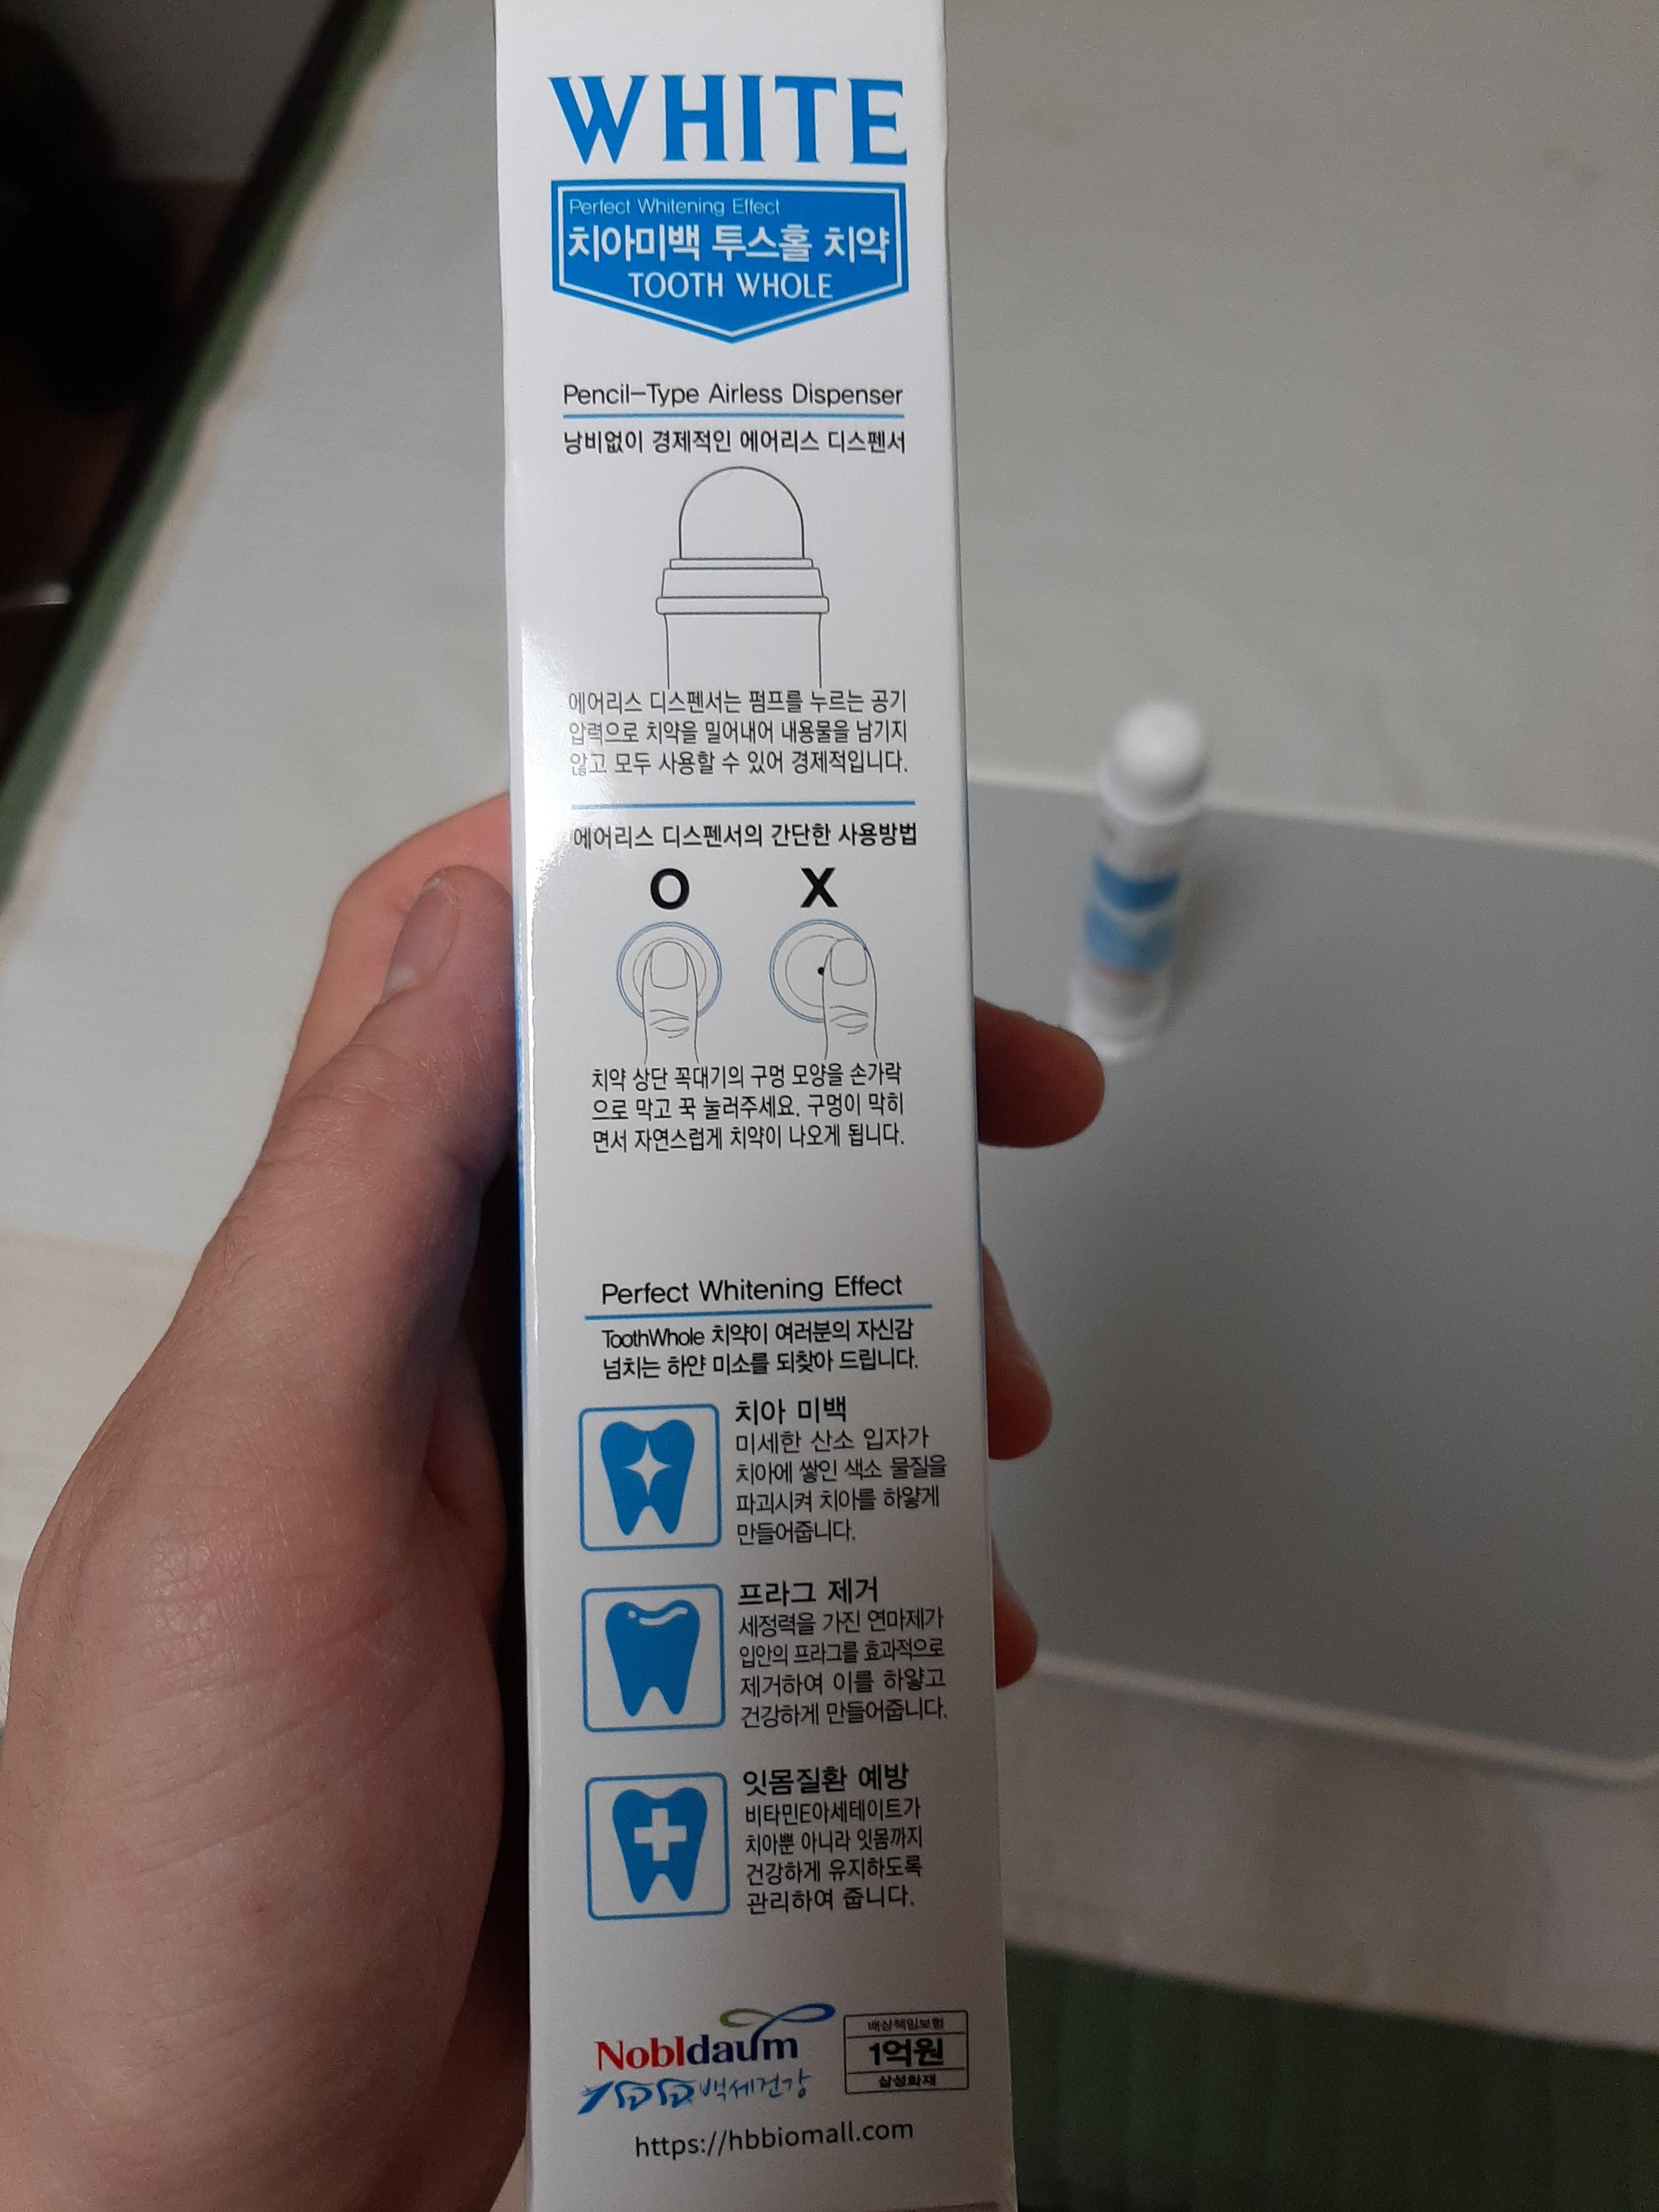 WHITE
Perfect Whitening Effect
치아미백 투스홀 치약
TOOTH WHOLE
Pencil-Type Airless Dispenser
낭비없이 경제적인 에어리스 디스펜서
에어리스 디스펜서는 펌프를 누르는 공기
압력으로 치약을 밀어내어 내용물을 남기지
않고 모두 사용할 수 있어 경제적입니다.
에어리스 디스펜서의 간단한 사용방법
O X
치약 상단 꼭대기의 구멍 모양을 손가락
으로 막고 꾹 눌러주세요. 구멍이 막히
면서 자연스럽게 치약이 나오게 됩니다.
Perfect Whitening Effect
ToothWhole 치약이 여러분의 자신감
넘치는 하얀 미소를 되찾아 드립니다.
치아 미백
미세한 산소 입자가
치아에 쌓인 색소 물질을
파괴시켜 치아를 하얗게
만들어줍니다.
프라그 제거
세정력을 가진 연마제가
입안의 프라그를 효과적으로
제거하여 이를 하얗고
건강하게 만들어줍니다.
잇몸질환 예방
비타민E아세테이트가
치아뿐 아니라 잇몸까지
건강하게 유지하도록
관리하여 줍니다.
Nobldaum
100백세건강
배상책임보험
1억원
삼성화재
https://hbbiomall.com